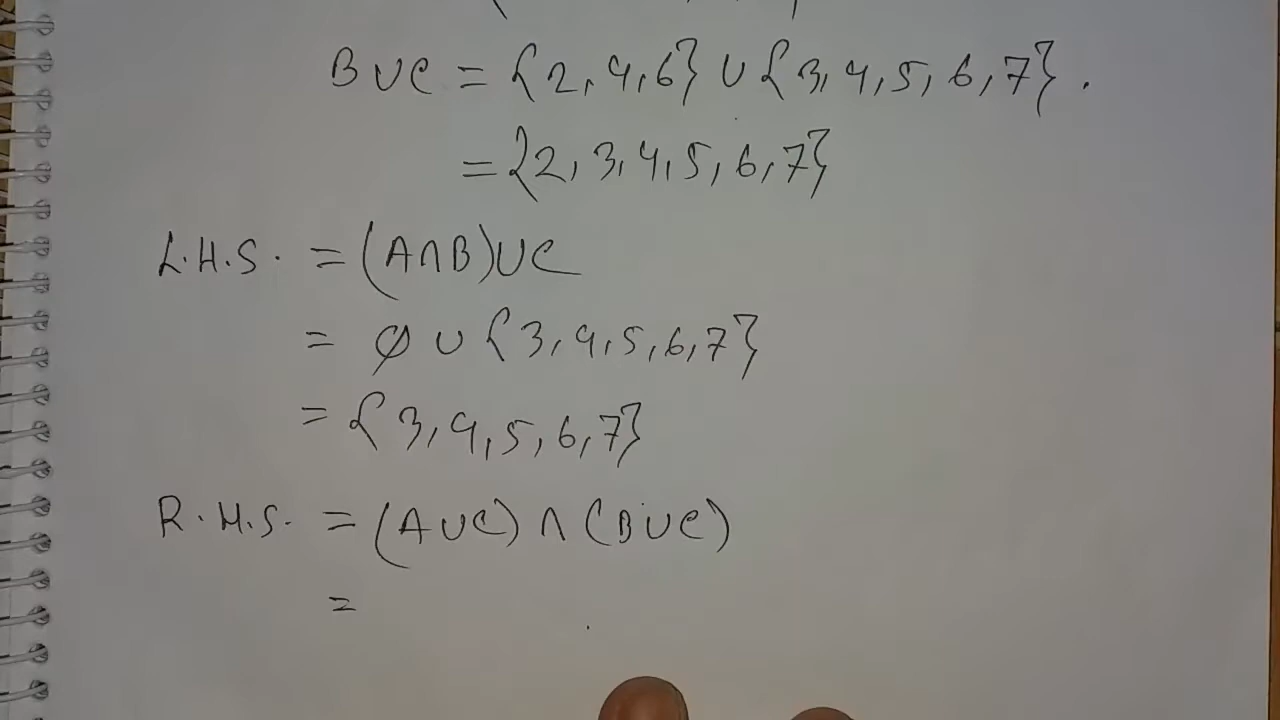 B∪C = {2, 4, 6} ∪ {3, 4, 5, 6, 7}.
= {2, 3, 4, 5, 6, 7}
L.H.S. = (A∩B)∪C
= ∅ ∪ {3, 4, 5, 6, 7}
= {3, 4, 5, 6, 7}
R.H.S. = (A∪C) ∩ (B∪C)
=